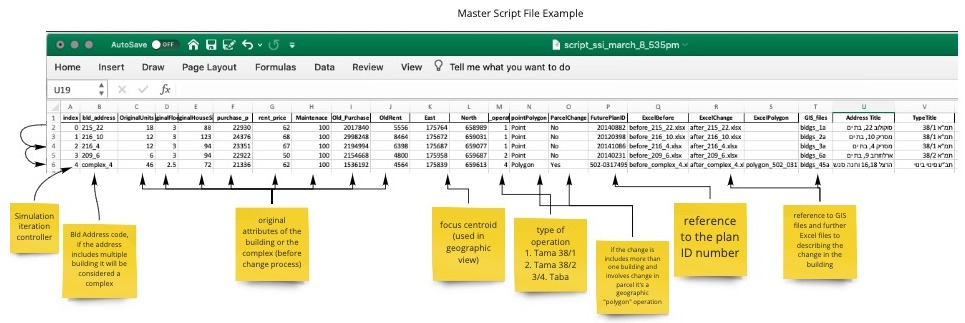 Master Script File Example
AutoSave OFF script_ssi_march_8_535pm
Home Insert Draw Page Layout Formulas Data Review View Tell me what you want to do
U19 fx
A B C D E F G H I J K L M N O P Q R S T U V
1 index bld_address OriginalUnits iginalFlo iginalHouseS purchase_p rent_price Maintenace Old_Purchase OldRent East North _opera pointPolygon ParcelChange FuturePlanID ExcelBefore ExcelChange ExcelPolygon GIS_files Address Title TypeTitle
2 0 215_22 18 3 88 22930 62 100 2017840 5556 175764 658989 1 Point No 20140882 before_215_22.xlsx after_215_22.xlsx bldgs_1a סוקולוב 22, בת ים תמ"א 38/1
3 1 216_10 12 3 123 24376 68 100 2998248 8464 175672 659031 1 Point No 20120398 before_216_10.xlsx after_216_10.xlsx bldgs_2a מסריק 10, בת ים תמ"א 38/1
4 2 216_4 12 3 94 23351 67 100 2194994 6398 175687 659077 1 Point No 20141086 before_216_4.xlsx after_216_4.xlsx bldgs_3a מסריק 4, בת ים תמ"א 38/1
5 3 209_6 6 3 94 22922 50 100 2154668 4800 175958 659687 2 Point No 20140231 before_209_6.xlsx after_209_6.xlsx bldgs_6a בת ים תמ"א 38/2
6 4 complex_4 46 2.5 72 21336 62 100 1536192 4564 175839 659613 4 Polygon Yes 502-0317495 before_complex_4.x after_complex_4.xl polygon_502_031 bldgs_45a הרצל 16,18
Simulation
iteration
controller
Bld Address code,
if the address
includes multiple
building it will be
considered a
complex
original
attributes of the
building or the
complex (before
change process)
focus centroid
(used in
geographic
view)
type of
operation
1. Tama 38/1
2. Tama 38/2
3/4. Taba
if the change is
includes more than
one building and
involves change in
parcel it's a
geographic
"polygon" operation
reference
to the plan
ID number
reference to GIS
files and further
Excel files to
describing the
change in the
building